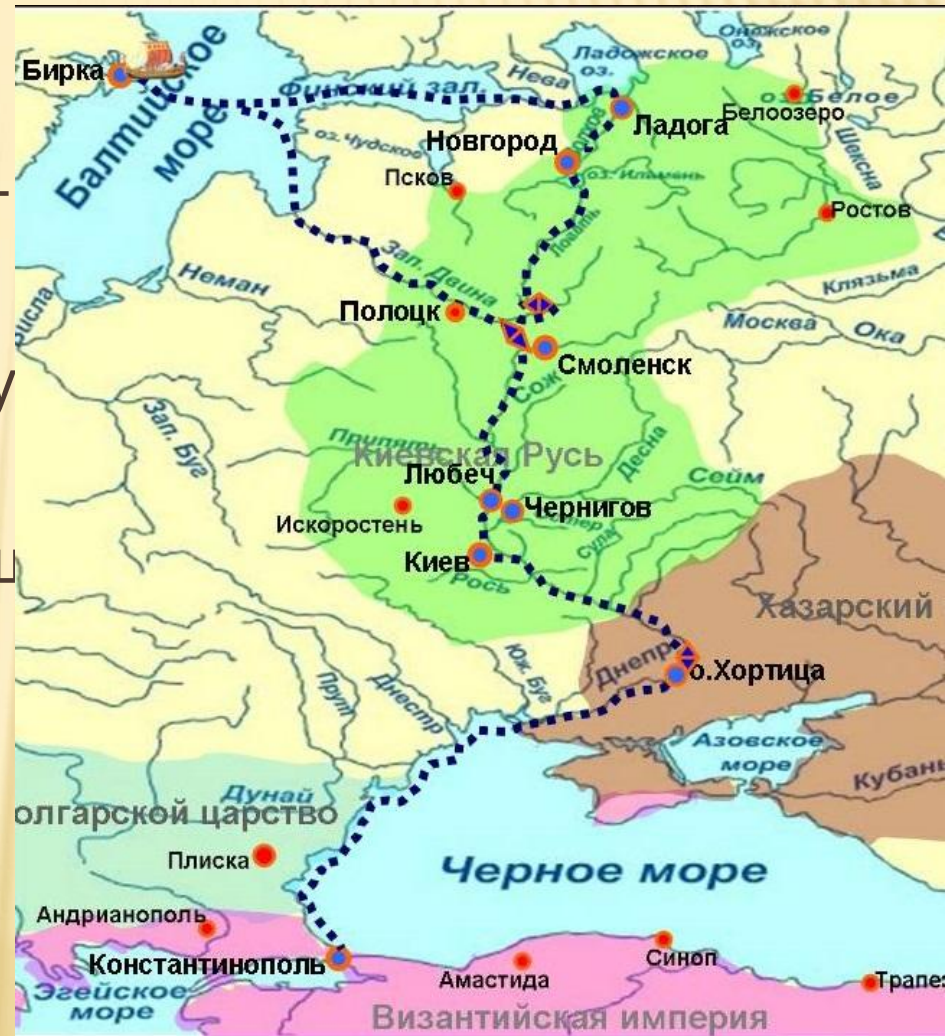 Онежское
оз.
Ладожское
оз.
Бирка
Балтийское
море
Финский зал.
Нева
оз. Белое
Белоозеро
Ладога
Новгород
оз. Чудское
Псков
оз. Ильмень
Шексна
Ростов
Ловать
Зап. Двина
Неман
Клязьма
Полоцк
Москва
Ока
Смоленск
Сож
Зап. Буг
Припять
Киевская Русь
Десна
Сейм
Любеч
Чернигов
Искоростень
Сула
Киев
Рось
Хазарский
Днепр
о.Хортица
Юж. Буг
Прут
Днестр
Азовское
море
Кубань
Дунай
олгарской царство
Плиска
Черное море
Андрианополь
Константинополь
Синоп
Амастида
Трапез
Эгейское
море
Византийская империя